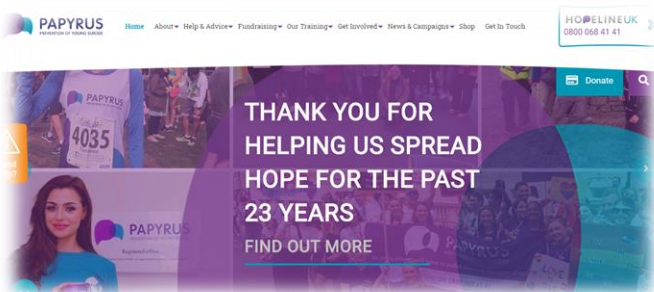 PAPYRUS
PREVENTION OF YOUNG SUICIDE
Home About Help & Advice Fundraising Our Training Get Involved News & Campaigns Shop Get In Touch
HOPELINEUK
0800 068 41 41
Donate
PAPYRUS
4035
THANK YOU FOR
HELPING US SPREAD
HOPE FOR THE PAST
23 YEARS
FIND OUT MORE
PAPYRUS
PAPYRUS
LOVE